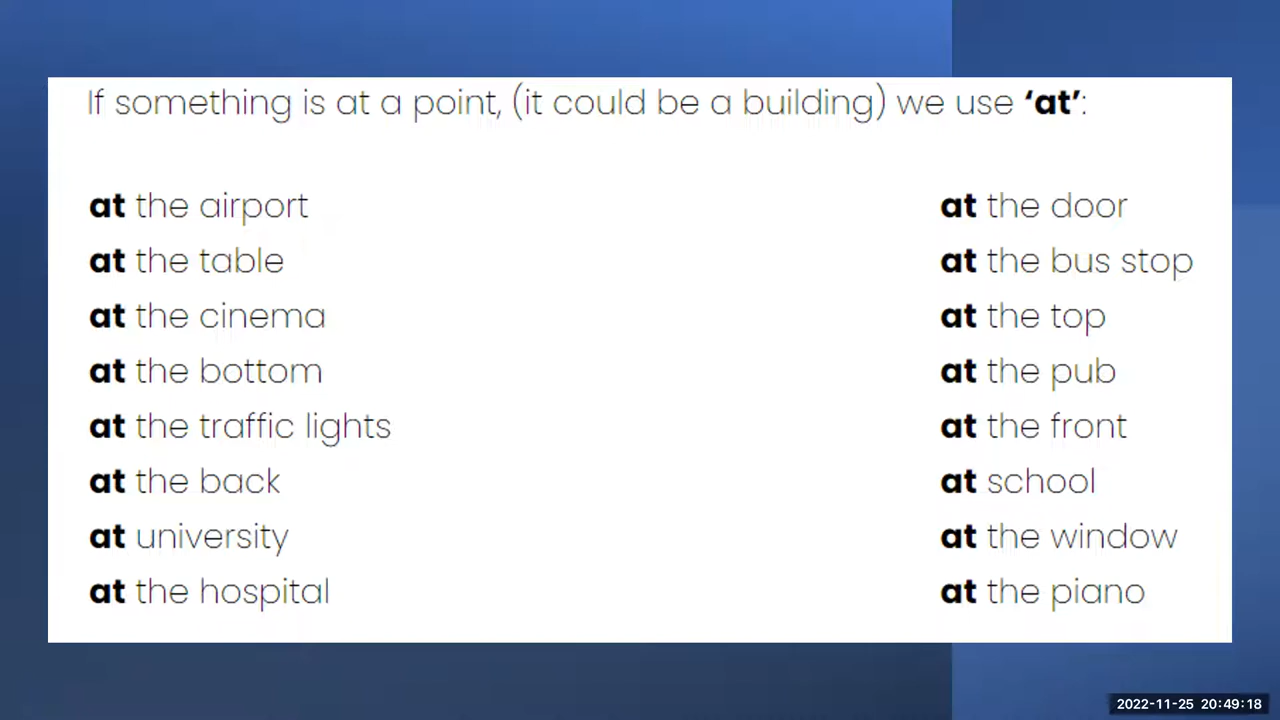 If something is at a point, (it could be a building) we use ‘at’:
at the airport
at the table
at the cinema
at the bottom
at the traffic lights
at the back
at university
at the hospital
at the door
at the bus stop
at the top
at the pub
at the front
at school
at the window
at the piano
2022-11-25 20:49:18